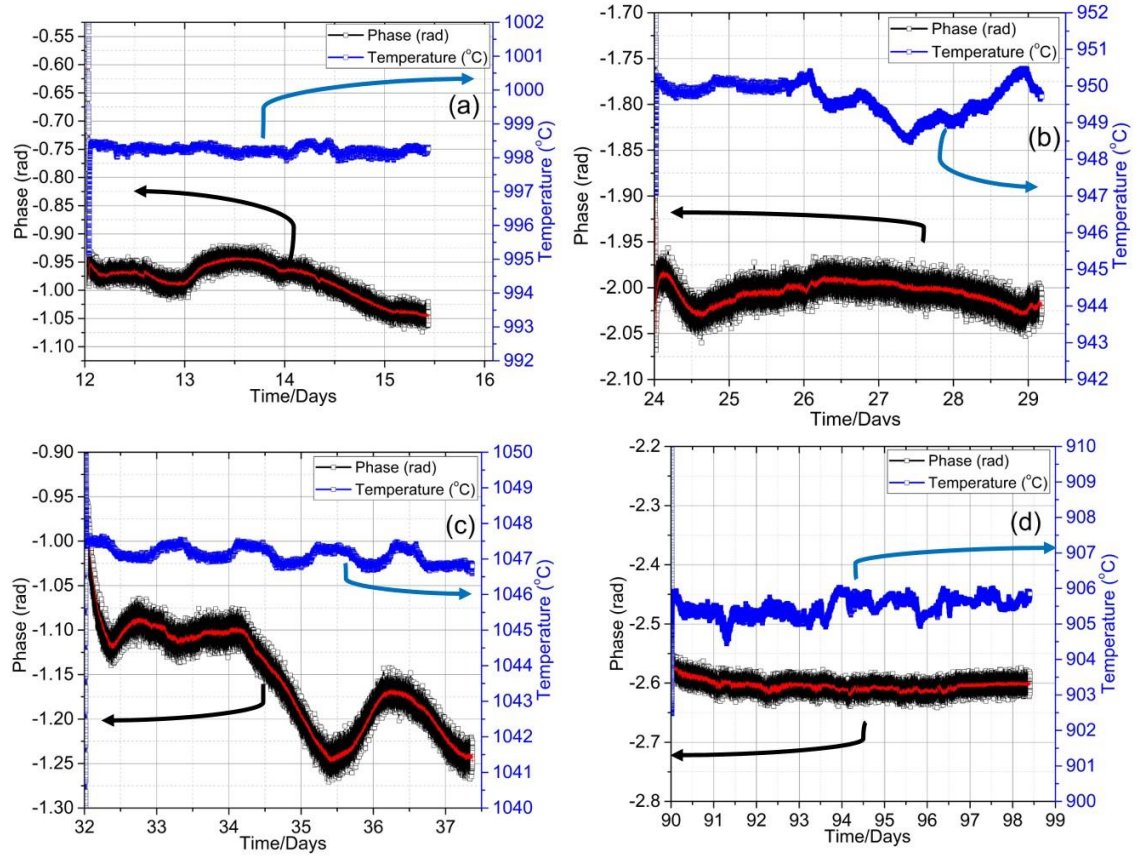 Phase (rad)
Temperature (°C)
(a)
-0.55
-0.60
-0.65
-0.70
-0.75
-0.80
-0.85
-0.90
-0.95
-1.00
-1.05
-1.10
Phase (rad)
1002
1001
1000
999
998
997
996
995
994
993
992
Temperature (°C)
12 13 14 15 16
Time/Days
Phase (rad)
Temperature (°C)
(b)
-1.70
-1.75
-1.80
-1.85
-1.90
-1.95
-2.00
-2.05
-2.10
Phase (rad)
952
951
950
949
948
947
946
945
944
943
942
Temperature (°C)
24 25 26 27 28 29
Time/Days
Phase (rad)
Temperature (°C)
(c)
-0.90
-0.95
-1.00
-1.05
-1.10
-1.15
-1.20
-1.25
-1.30
Phase (rad)
1050
1049
1048
1047
1046
1045
1044
1043
1042
1041
1040
Temperature (°C)
32 33 34 35 36 37
Time/Days
Phase (rad)
Temperature (°C)
(d)
-2.2
-2.3
-2.4
-2.5
-2.6
-2.7
-2.8
Phase (rad)
910
909
908
907
906
905
904
903
902
901
900
Temperature (°C)
90 91 92 93 94 95 96 97 98 99
Time/Days